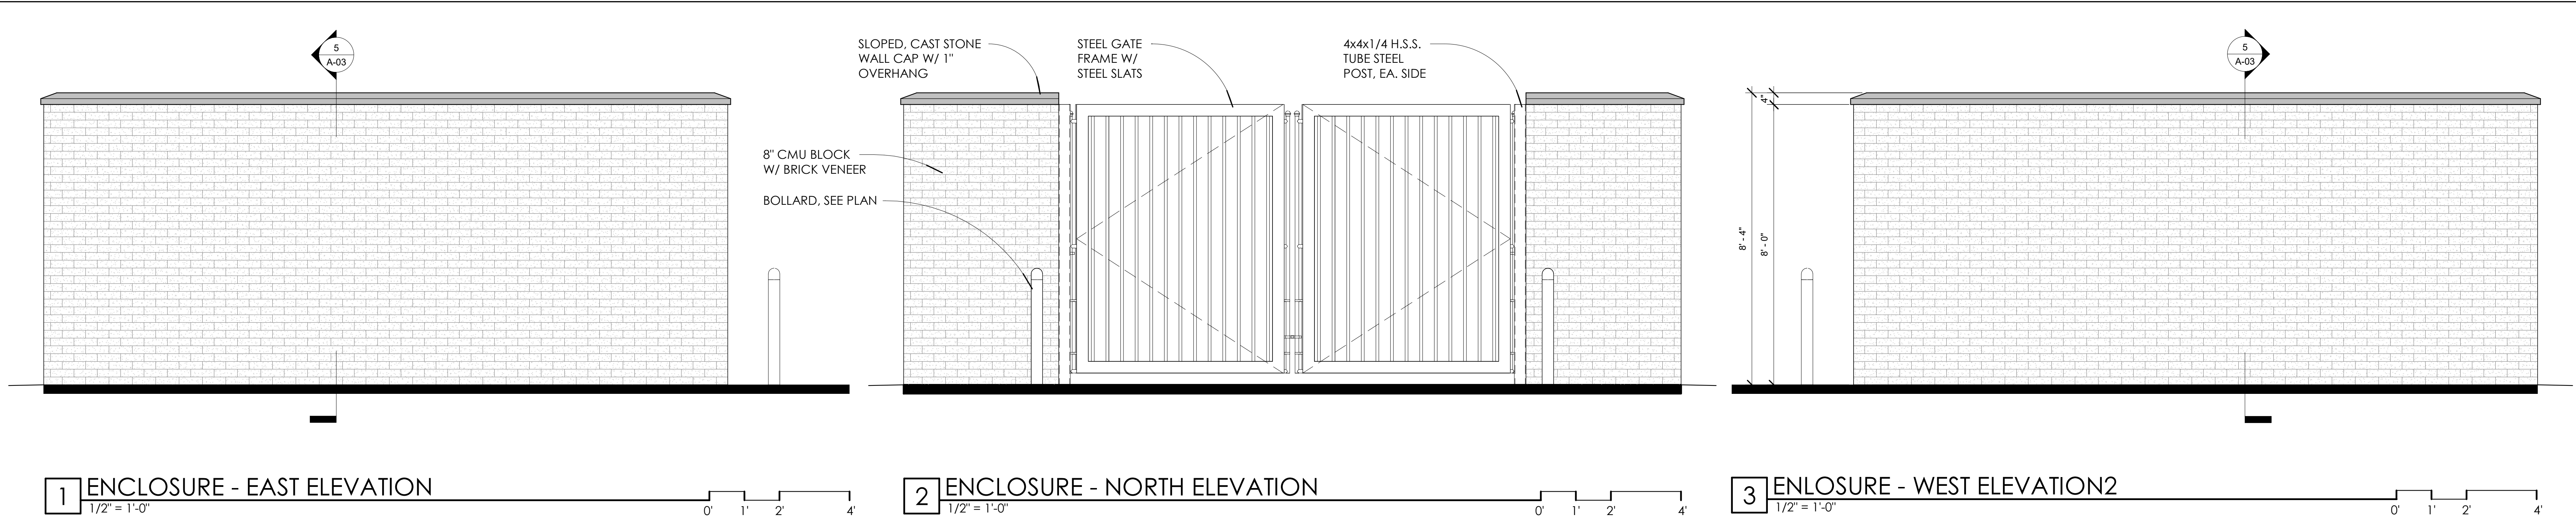 5
A-03
SLOPED, CAST STONE
WALL CAP W/ 1"
OVERHANG
STEEL GATE
FRAME W/
STEEL SLATS
4x4x1/4 H.S.S.
TUBE STEEL
POST, EA. SIDE
8" CMU BLOCK
W/ BRICK VENEER
BOLLARD, SEE PLAN
5
A-03
4"
8' - 4"
8' - 0"
1 ENCLOSURE - EAST ELEVATION
1/2" = 1'-0"
0' 1' 2' 4'
2 ENCLOSURE - NORTH ELEVATION
1/2" = 1'-0"
0' 1' 2' 4'
3 ENLOSURE - WEST ELEVATION2
1/2" = 1'-0"
0' 1' 2' 4'